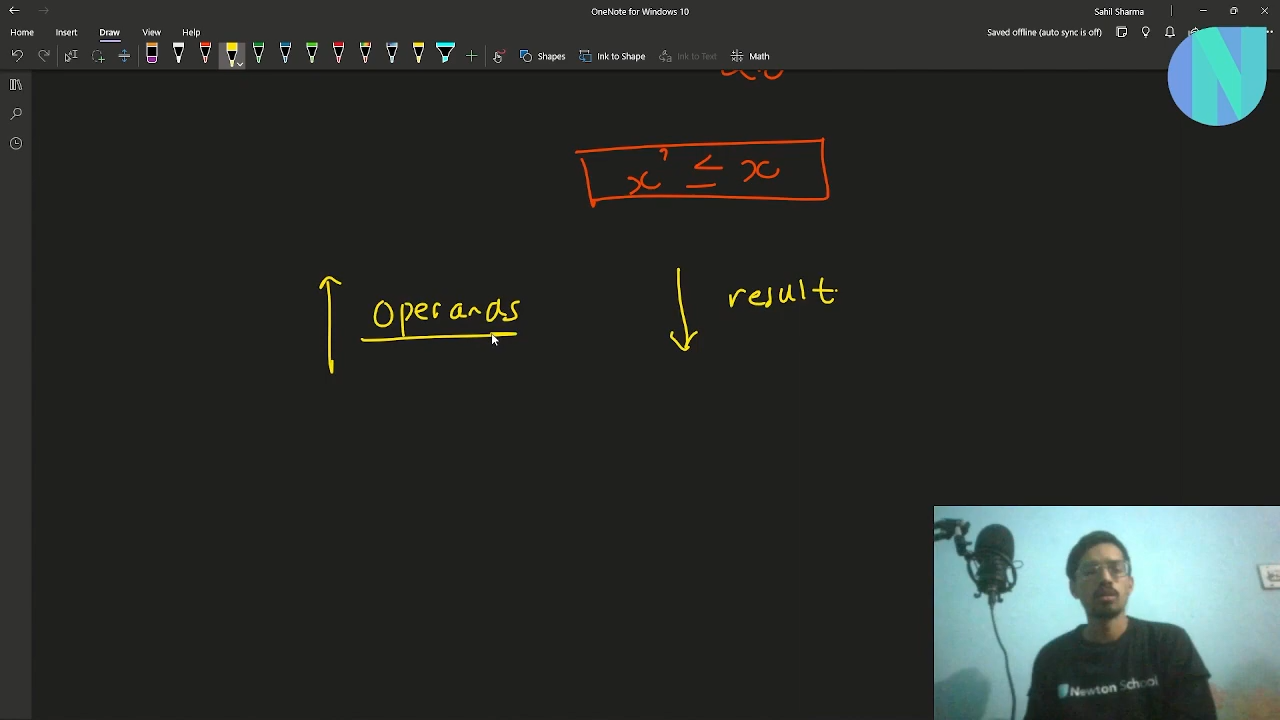 OneNote for Windows 10
Sahil Sharma
Home Insert Draw View Help
Saved offline (auto sync is off)
Shapes Ink to Shape Ink to Text Math
x' ≤ x
operands
result
Newton School